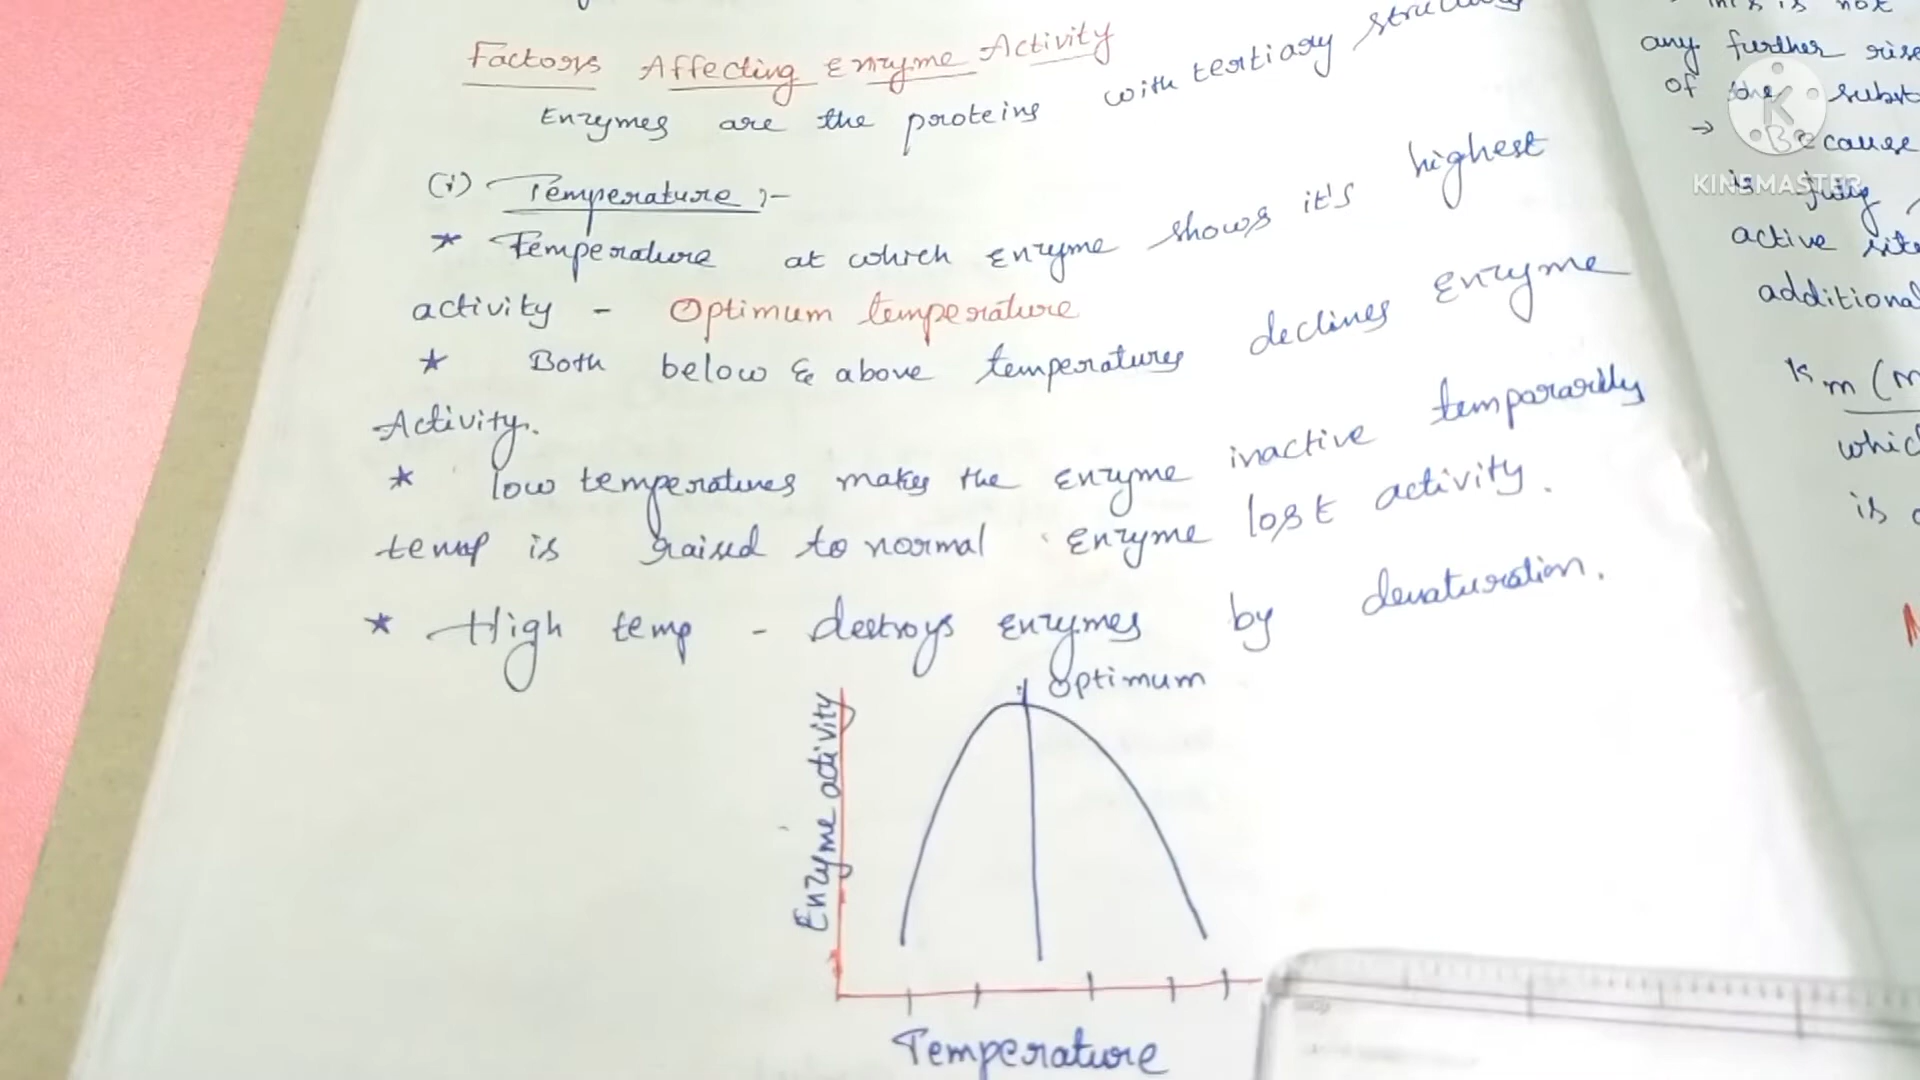 Factors Affecting Enzyme Activity
Enzymes are the proteins with tertiary
(i) Temperature :-
* Temperature at which enzyme shows it's highest
activity - Optimum temperature
* Both below & above temperatures declines enzyme
Activity.
* low temperatures makes the enzyme inactive temporarily
temp is raised to normal enzyme lost activity.
* High temp - destroys enzymes by denaturation.
Optimum
Enzyme activity
Temperature
any further rise
of the
→ Because
is
active site
additional
Km
is
KINEMASTER